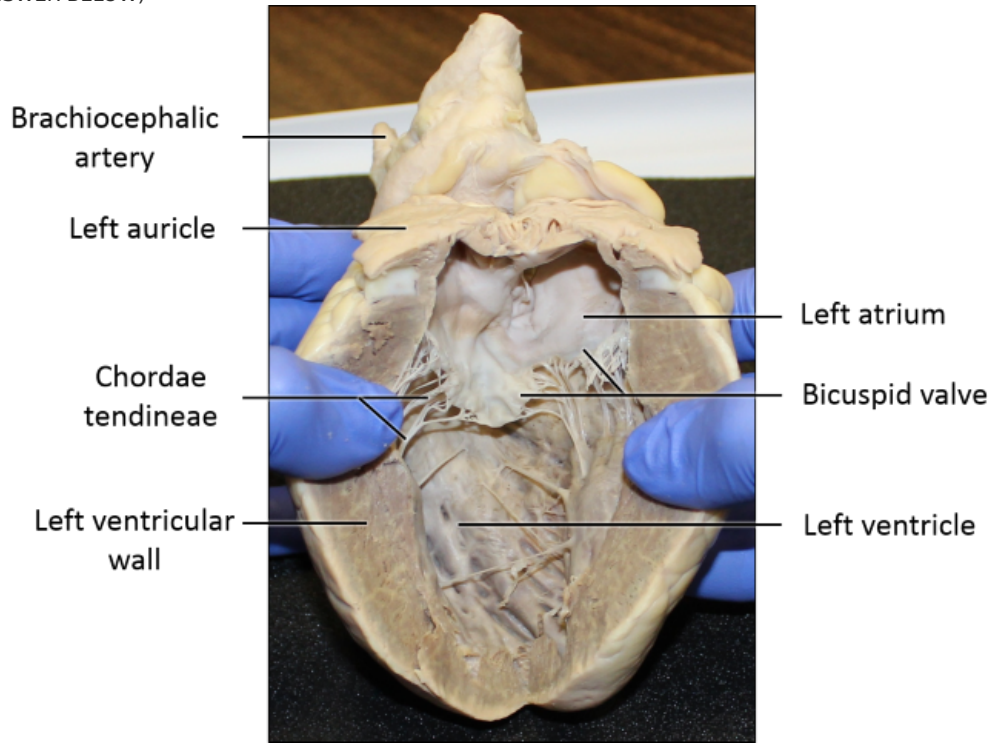 Brachiocephalic
artery
Left auricle
Chordae
tendineae
Left ventricular
wall
Left atrium
Bicuspid valve
Left ventricle